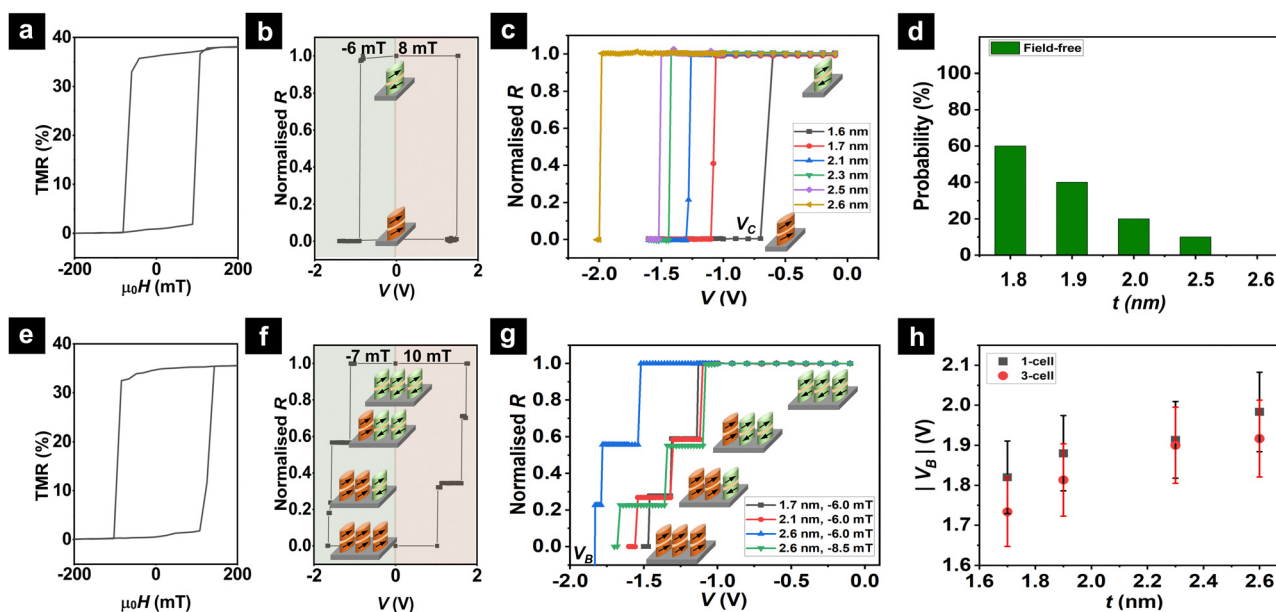 a
40
30
20
10
0
TMR (%)
-200 0 200
μ₀H (mT)
b
-6 mT 8 mT
1.0
0.8
0.6
0.4
0.2
0.0
Normalised R
-2 0 2
V (V)
c
1.0
0.8
0.6
0.4
0.2
0.0
Normalised R
1.6 nm
1.7 nm
2.1 nm
2.3 nm
2.5 nm
2.6 nm
V_C
-2.0 -1.5 -1.0 -0.5 0.0
V (V)
d
Field-free
100
80
60
40
20
0
Probability (%)
1.8 1.9 2.0 2.5 2.6
t (nm)
e
40
30
20
10
0
TMR (%)
-200 0 200
μ₀H (mT)
f
-7 mT 10 mT
1.0
0.8
0.6
0.4
0.2
0.0
Normalised R
-2 0 2
V (V)
g
1.0
0.8
0.6
0.4
0.2
0.0
Normalised R
1.7 nm, -6.0 mT
2.1 nm, -6.0 mT
2.6 nm, -6.0 mT
2.6 nm, -8.5 mT
V_B
-2.0 -1.5 -1.0 -0.5 0.0
V (V)
h
1-cell
3-cell
2.1
2.0
1.9
1.8
1.7
1.6
| V_B | (V)
1.6 1.8 2.0 2.2 2.4 2.6
t (nm)